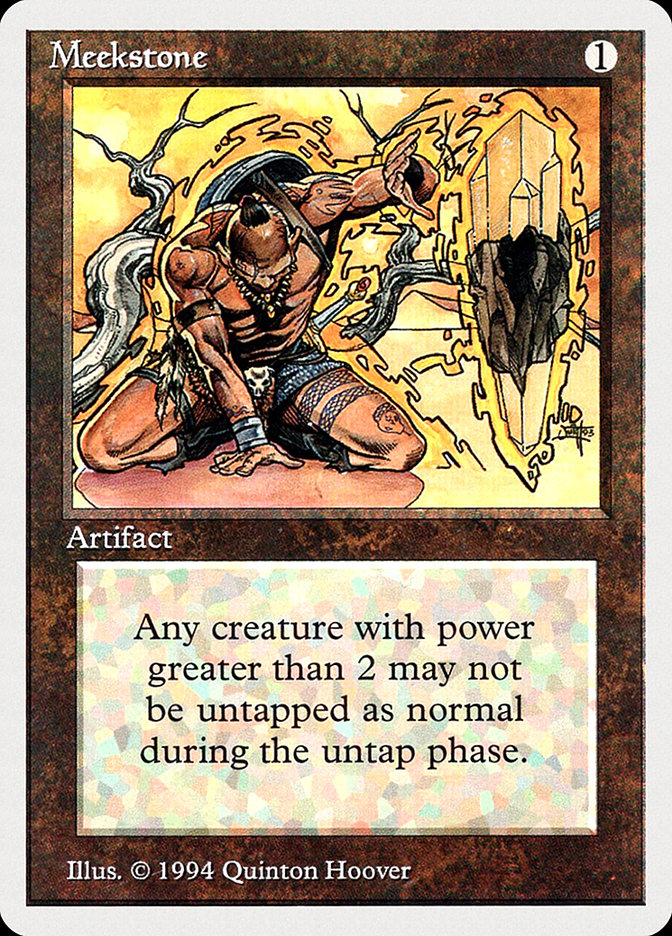 Meekstone
1
Artifact
Any creature with power
greater than 2 may not
be untapped as normal
during the untap phase.
Illus. © 1994 Quinton Hoover